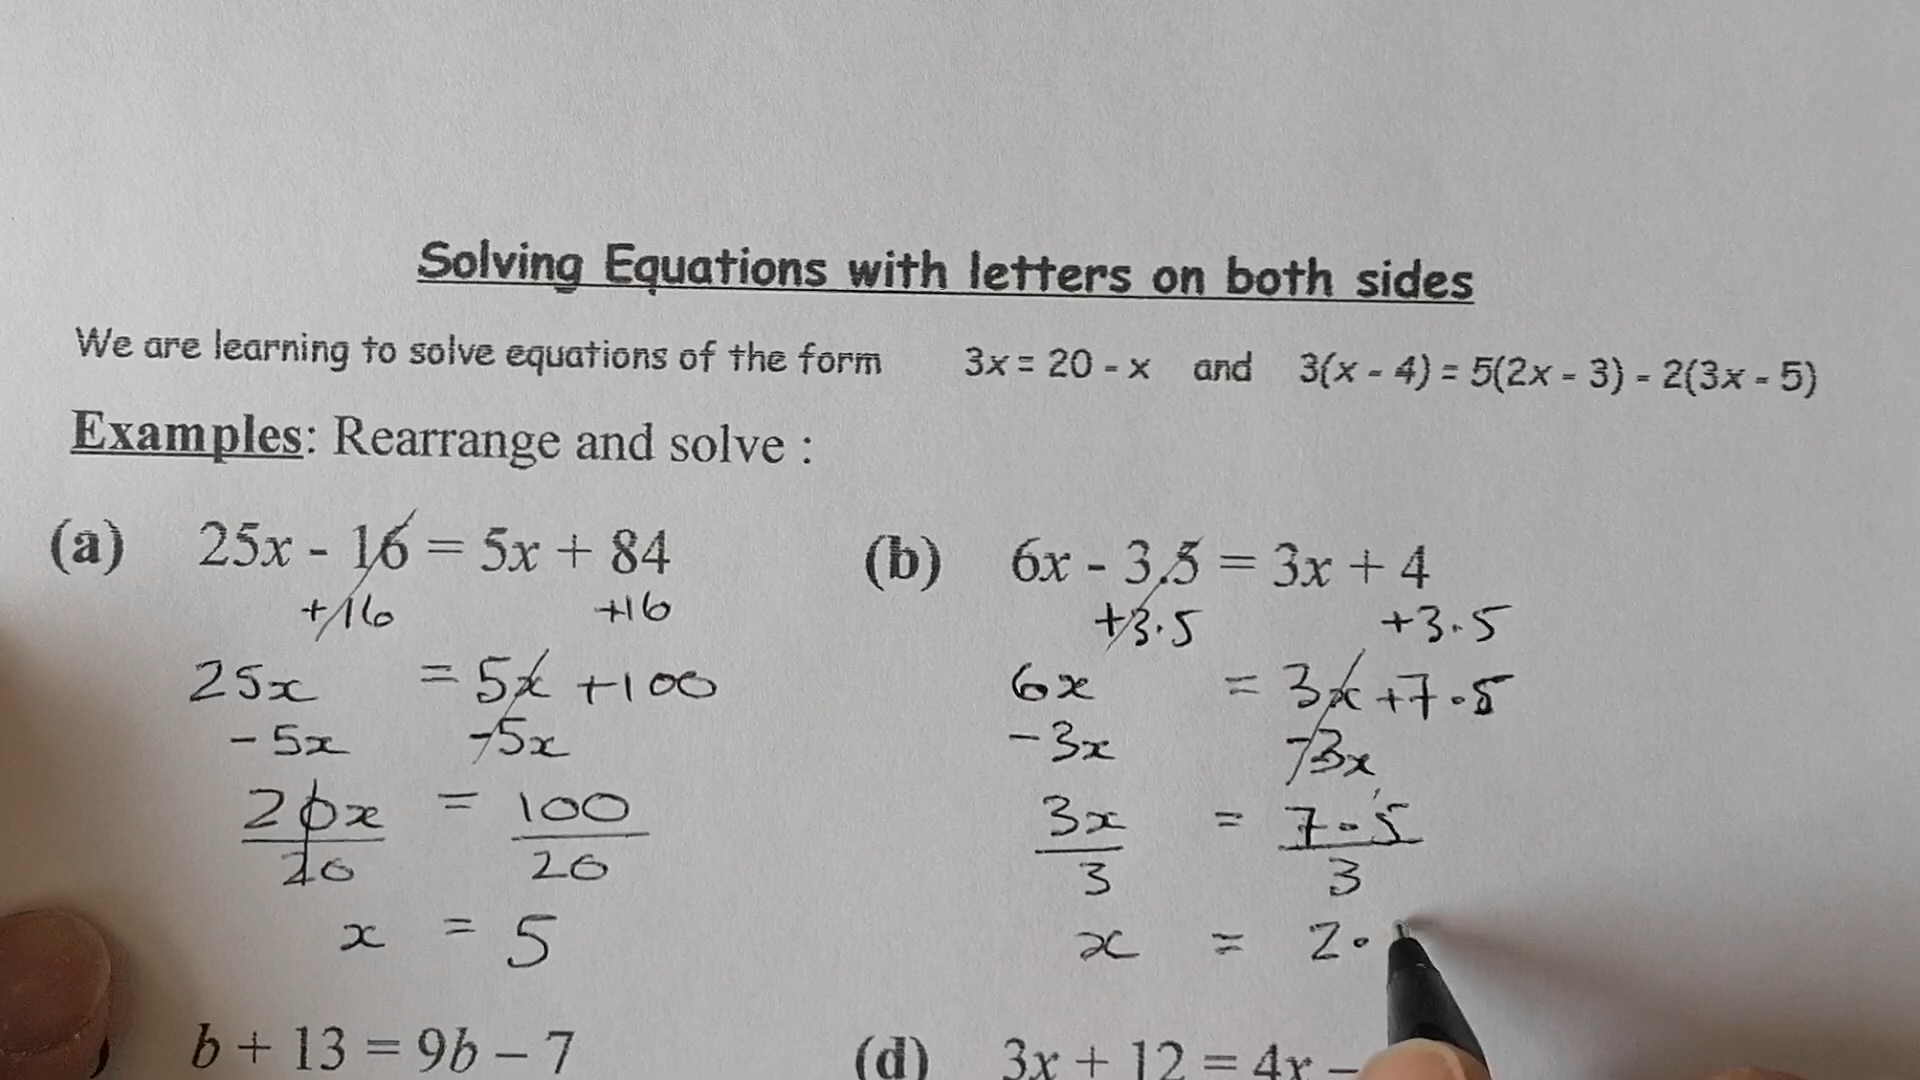 Solving Equations with letters on both sides
We are learning to solve equations of the form 3x = 20 - x and 3(x - 4) = 5(2x - 3) - 2(3x - 5)
Examples: Rearrange and solve :
(a) 25x - 16 = 5x + 84
+16 +16
25x = 5x +100
-5x -5x
20x = 100
20 20
x = 5
(b) 6x - 3.5 = 3x + 4
+3.5 +3.5
6x = 3x +7.5
-3x -3x
3x = 7.5
3 3
x = 2.
b + 13 = 9b – 7
(d) 3x + 12 = 4x –